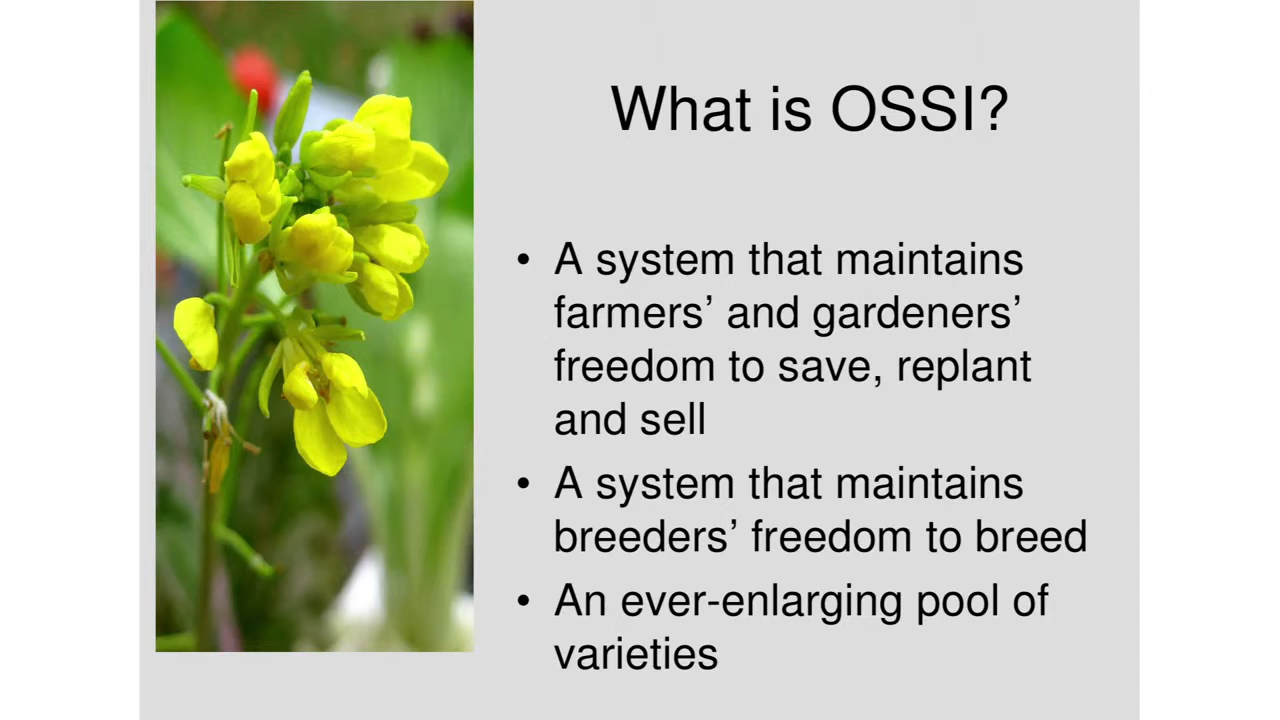 What is OSSI?
• A system that maintains
farmers’ and gardeners’
freedom to save, replant
and sell
• A system that maintains
breeders’ freedom to breed
• An ever-enlarging pool of
varieties